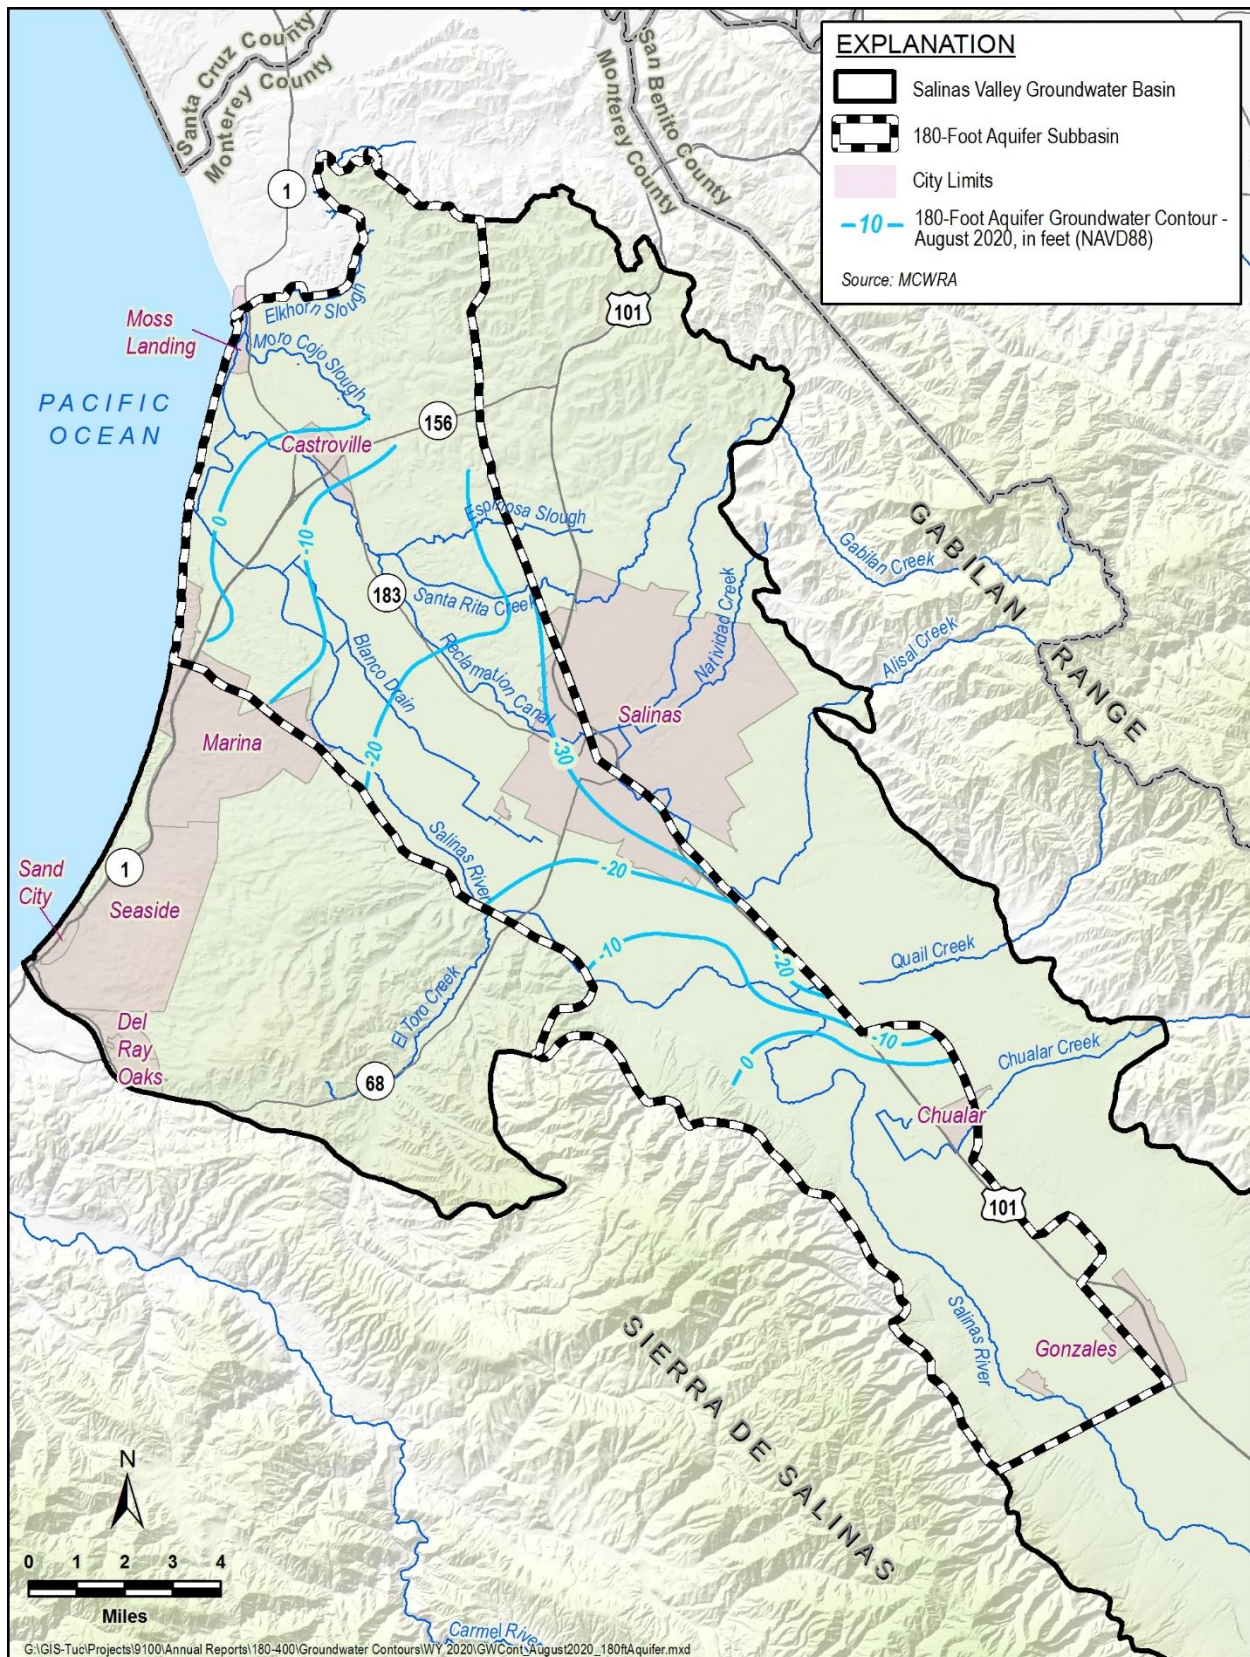 Santa Cruz County
Monterey County
San Benito County
Monterey County
EXPLANATION
Salinas Valley Groundwater Basin
180-Foot Aquifer Subbasin
City Limits
-10
180-Foot Aquifer Groundwater Contour -
August 2020, in feet (NAVD88)
Source: MCWRA
1
101
Elkhorn Slough
Moss
Landing
Moro Cojo Slough
PACIFIC
OCEAN
156
Castroville
0
-10
Espinosa Slough
GABILAN
RANGE
Gabilan Creek
183
Santa Rita Creek
Natividad Creek
Alisal Creek
Blanco Drain
Reclamation Canal
Salinas
Marina
-20
-30
Salinas River
1
Sand
City
Seaside
-20
-10
-20
Quail Creek
El Toro Creek
Del
Ray
Oaks
68
0
-10
Chualar Creek
Chualar
101
Salinas River
Gonzales
SIERRA DE SALINAS
N
0 1 2 3 4
Miles
Carmel River
G:\GIS-Tuc\Projects\9100\Annual Reports\180-400\Groundwater Contours\WY 2020\GWCont_August2020_180ftAquifer.mxd